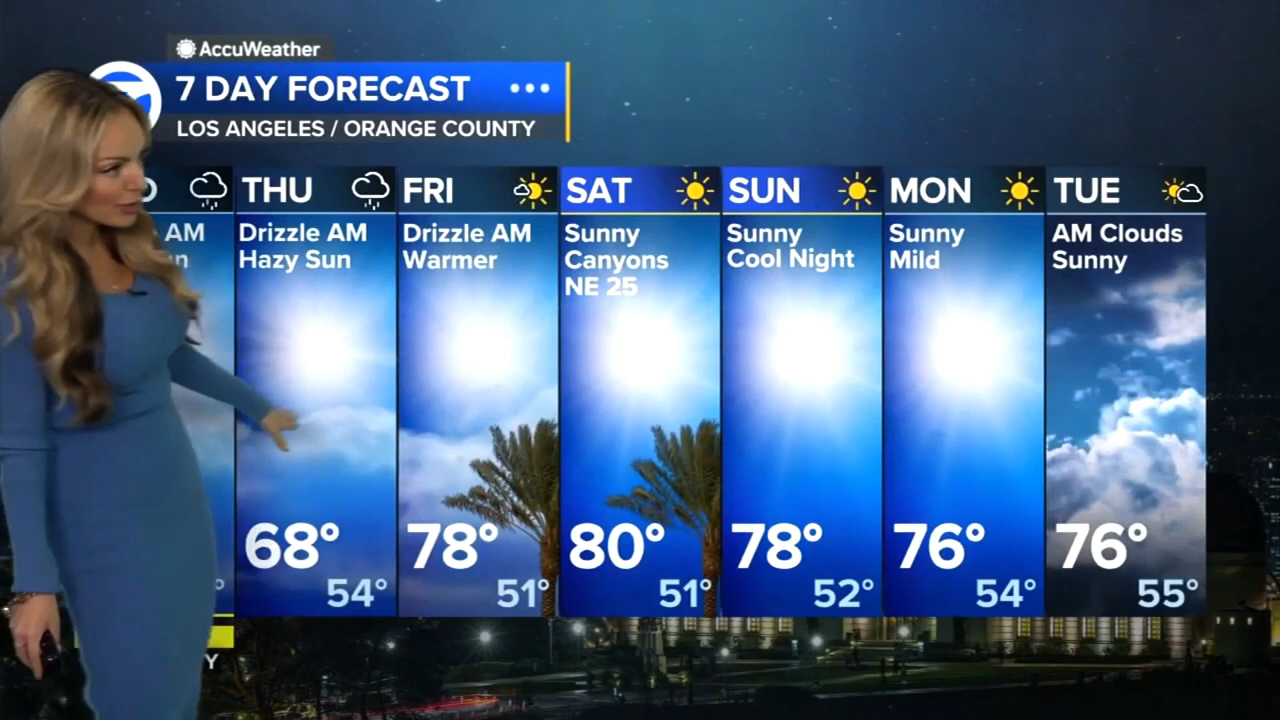 AccuWeather
7 DAY FORECAST
LOS ANGELES / ORANGE COUNTY
THU
FRI
SAT
SUN
MON
TUE
AM
Drizzle AM
Hazy Sun
Drizzle AM
Warmer
Sunny
Canyons
NE 25
Sunny
Cool Night
Sunny
Mild
AM Clouds
Sunny
68°
78°
80°
78°
76°
76°
54°
51°
51°
52°
54°
55°